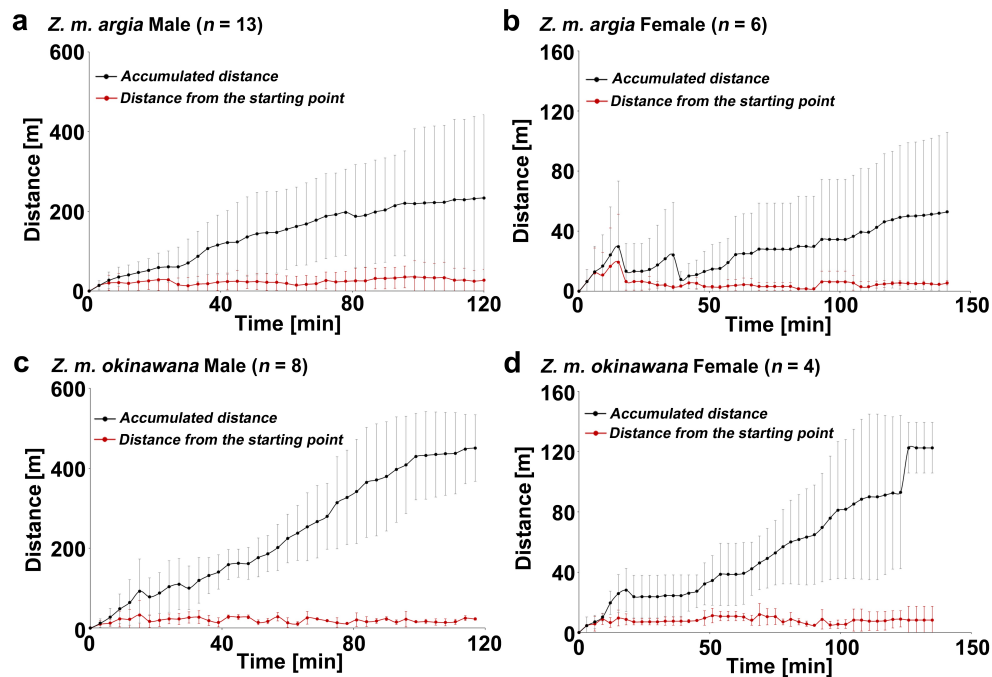 a Z. m. argia Male (n = 13)
600
400
200
0
Distance [m]
Accumulated distance
Distance from the starting point
40
80
120
Time [min]
b Z. m. argia Female (n = 6)
160
120
80
40
0
Distance [m]
Accumulated distance
Distance from the starting point
50
100
150
Time [min]
c Z. m. okinawana Male (n = 8)
600
400
200
0
Distance [m]
Accumulated distance
Distance from the starting point
0
40
80
120
Time [min]
d Z. m. okinawana Female (n = 4)
160
120
80
40
0
Distance [m]
Accumulated distance
Distance from the starting point
0
50
100
150
Time [min]